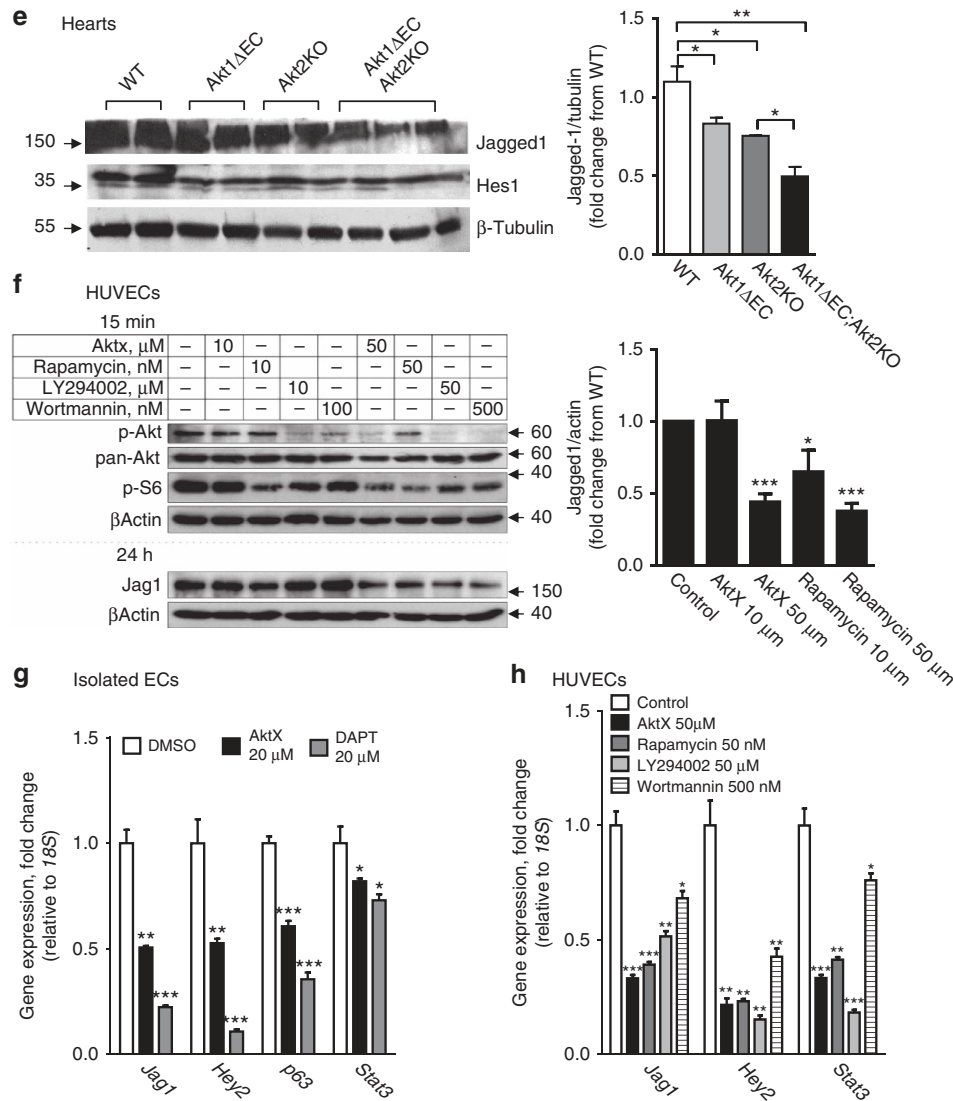 e Hearts
WT Akt1ΔEC Akt2KO Akt1ΔEC Akt2KO
150 Jagged1
35 Hes1
55 β-Tubulin
Jagged-1/tubulin
(fold change from WT)
1.5
1.0
0.5
0.0
** 
*
*
*
WT Akt1ΔEC Akt2KO Akt1ΔEC;Akt2KO
f HUVECs
15 min
Aktx, μM – 10 – – – 50 – – –
Rapamycin, nM – – 10 – – – 50 – –
LY294002, μM – – – 10 – – – 50 –
Wortmannin, nM – – – – 100 – – – 500
p-Akt 60
pan-Akt 60
40
p-S6
βActin 40
24 h
Jag1 150
βActin 40
Jagged1/actin
(fold change from WT)
1.5
1.0
0.5
0.0
*** * ***
Control AktX 10 μm AktX 50 μm Rapamycin 10 μm Rapamycin 50 μm
g Isolated ECs
DMSO AktX 20 μM DAPT 20 μM
Gene expression, fold change
(relative to 18S)
1.5
1.0
0.5
0.0
** *** ** *** *** *** * *
Jag1 Hey2 p63 Stat3
h HUVECs
Control
AktX 50μM
Rapamycin 50 nM
LY294002 50 μM
Wortmannin 500 nM
Gene expression, fold change
(relative to 18S)
1.5
1.0
0.5
0.0
*** *** ** * ** ** ** ** *** ** *** *
Jag1 Hey2 Stat3